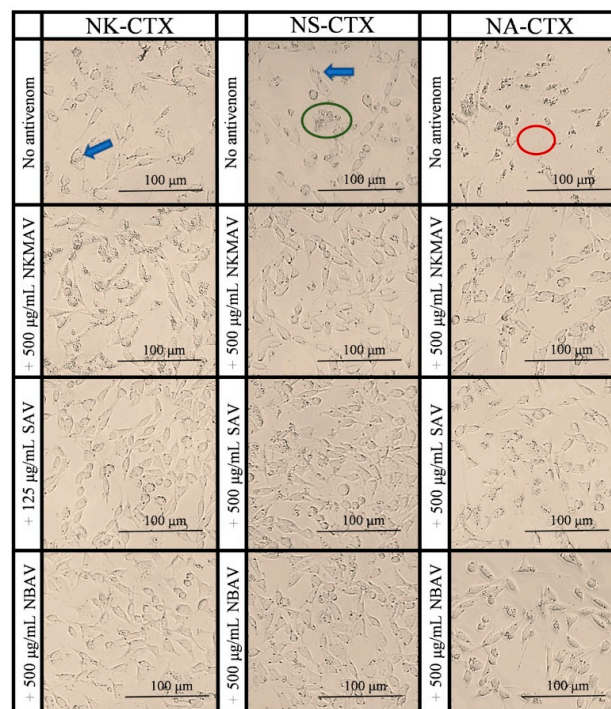 NK-CTX NS-CTX NA-CTX
No antivenom 100 μm No antivenom 100 μm No antivenom 100 μm
+ 500 μg/mL NKMAV 100 μm + 500 μg/mL NKMAV 100 μm + 500 μg/mL NKMAV 100 μm
+ 125 μg/mL SAV 100 μm + 500 μg/mL SAV 100 μm + 500 μg/mL SAV 100 μm
+ 500 μg/mL NBAV 100 μm + 500 μg/mL NBAV 100 μm + 500 μg/mL NBAV 100 μm